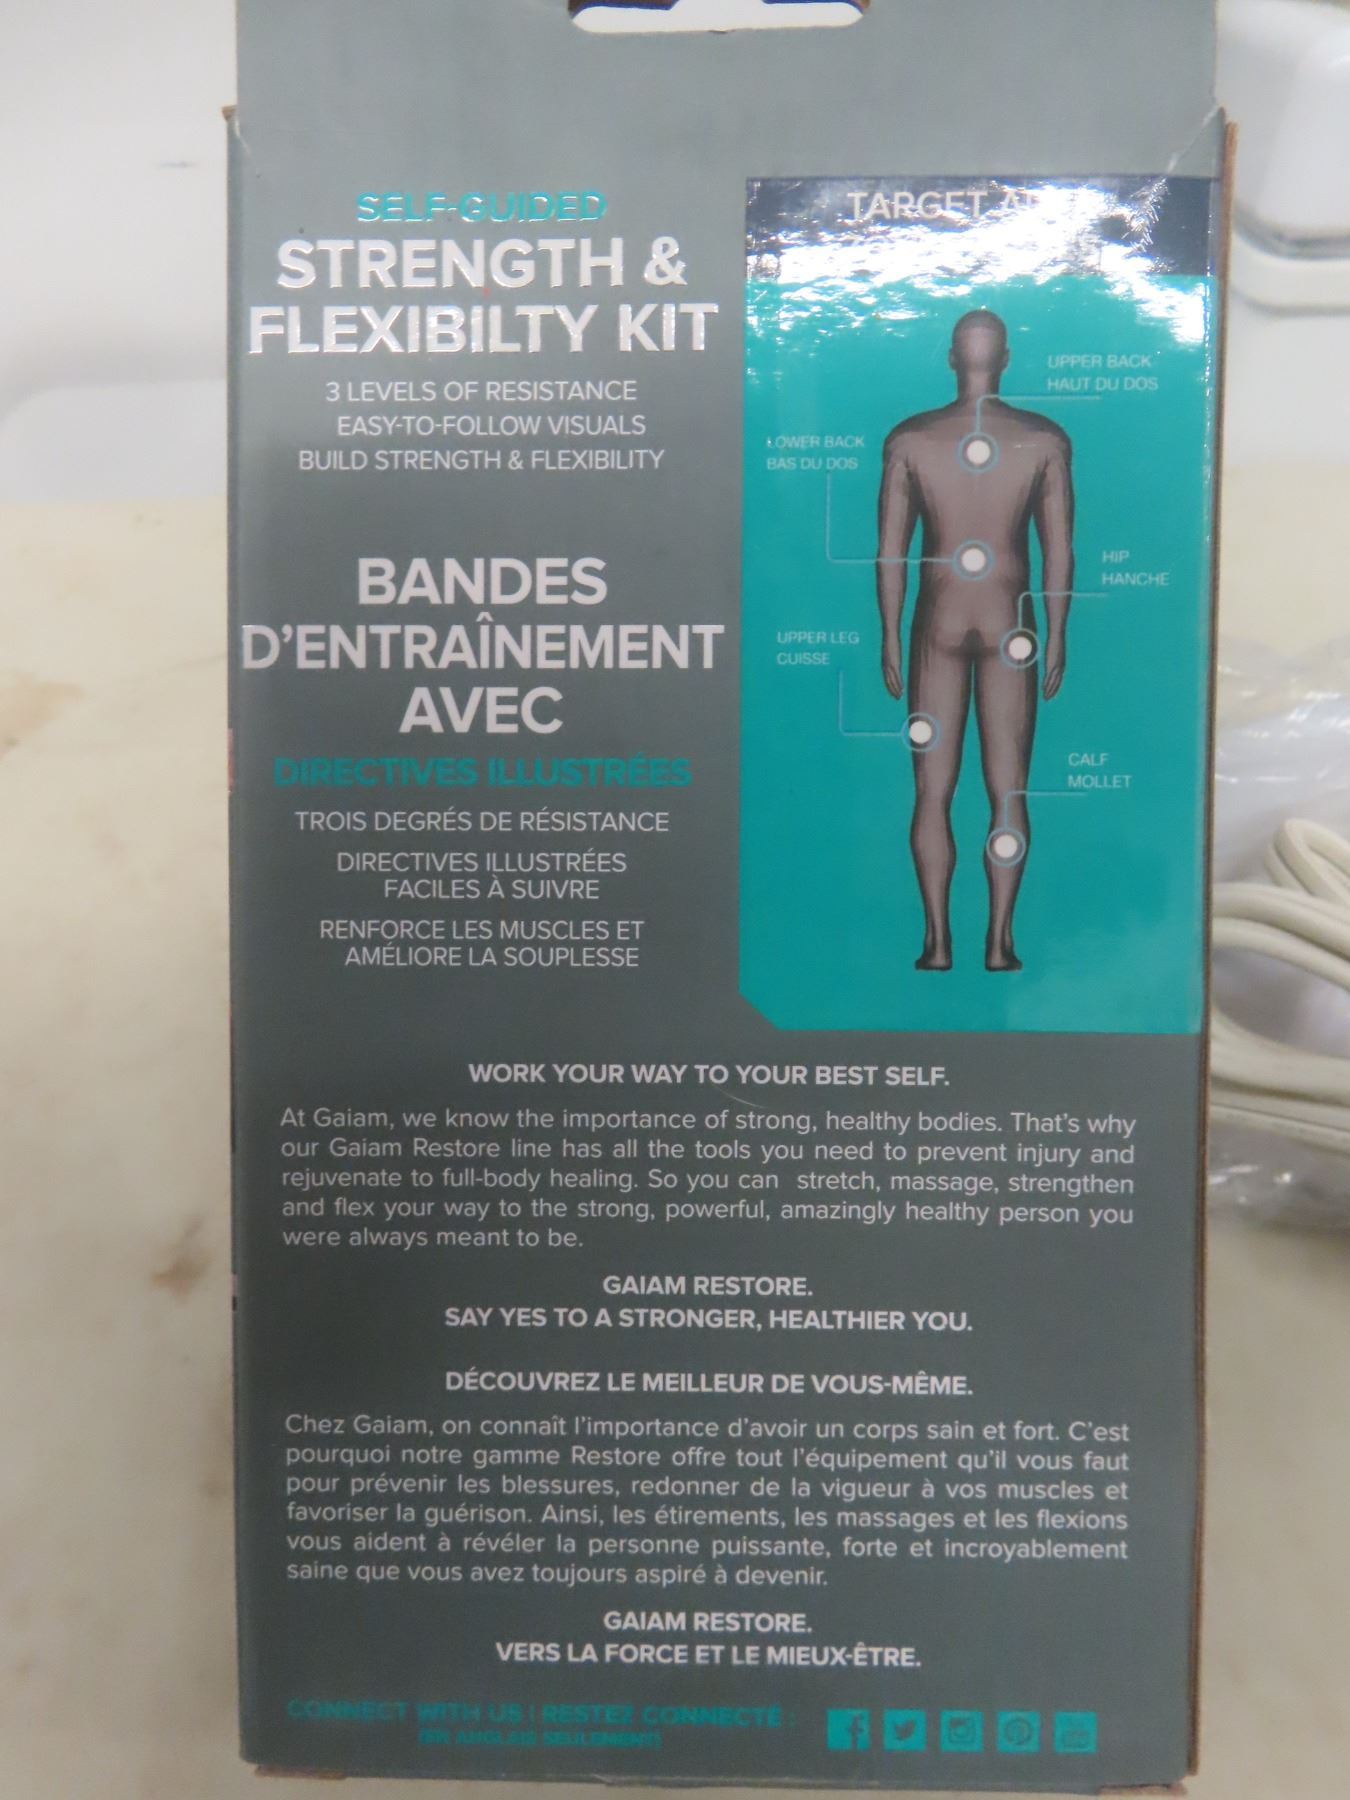 SELF-GUIDED
STRENGTH &
FLEXIBILTY KIT
3 LEVELS OF RESISTANCE
EASY-TO-FOLLOW VISUALS
BUILD STRENGTH & FLEXIBILITY
BANDES
D'ENTRAÎNEMENT
AVEC
DIRECTIVES ILLUSTRÉES
TROIS DEGRÉS DE RÉSISTANCE
DIRECTIVES ILLUSTRÉES
FACILES À SUIVRE
RENFORCE LES MUSCLES ET
AMÉLIORE LA SOUPLESSE
TARGET
UPPER BACK
HAUT DU DOS
LOWER BACK
BAS DU DOS
HIP
HANCHE
UPPER LEG
CUISSE
CALF
MOLLET
WORK YOUR WAY TO YOUR BEST SELF.
At Gaiam, we know the importance of strong, healthy bodies. That's why
our Gaiam Restore line has all the tools you need to prevent injury and
rejuvenate to full-body healing. So you can stretch, massage, strengthen
and flex your way to the strong, powerful, amazingly healthy person you
were always meant to be.
GAIAM RESTORE.
SAY YES TO A STRONGER, HEALTHIER YOU.
DÉCOUVREZ LE MEILLEUR DE VOUS-MÊME.
Chez Gaiam, on connaît l'importance d'avoir un corps sain et fort. C'est
pourquoi notre gamme Restore offre tout l'équipement qu'il vous faut
pour prévenir les blessures, redonner de la vigueur à vos muscles et
favoriser la guérison. Ainsi, les étirements, les massages et les flexions
vous aident à révéler la personne puissante, forte et incroyablement
saine que vous avez toujours aspiré à devenir.
GAIAM RESTORE.
VERS LA FORCE ET LE MIEUX-ÊTRE.
CONNECT WITH US | RESTEZ CONNECTÉ :
(EN ANGLAIS SEULEMENT)